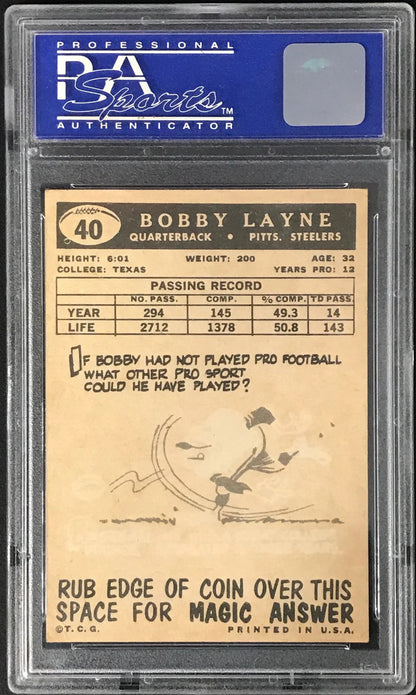 PROFESSIONAL
PSA
Sports™
AUTHENTICATOR
40
BOBBY LAYNE
QUARTERBACK • PITTS. STEELERS
HEIGHT: 6:01 WEIGHT: 200 AGE: 32
COLLEGE: TEXAS YEARS PRO: 12
PASSING RECORD
NO. PASS. COMP. % COMP. TD PASS.
YEAR 294 145 49.3 14
LIFE 2712 1378 50.8 143
IF BOBBY HAD NOT PLAYED PRO FOOTBALL
WHAT OTHER PRO SPORT
COULD HE HAVE PLAYED?
RUB EDGE OF COIN OVER THIS
SPACE FOR MAGIC ANSWER
©T.C.G. PRINTED IN U.S.A.